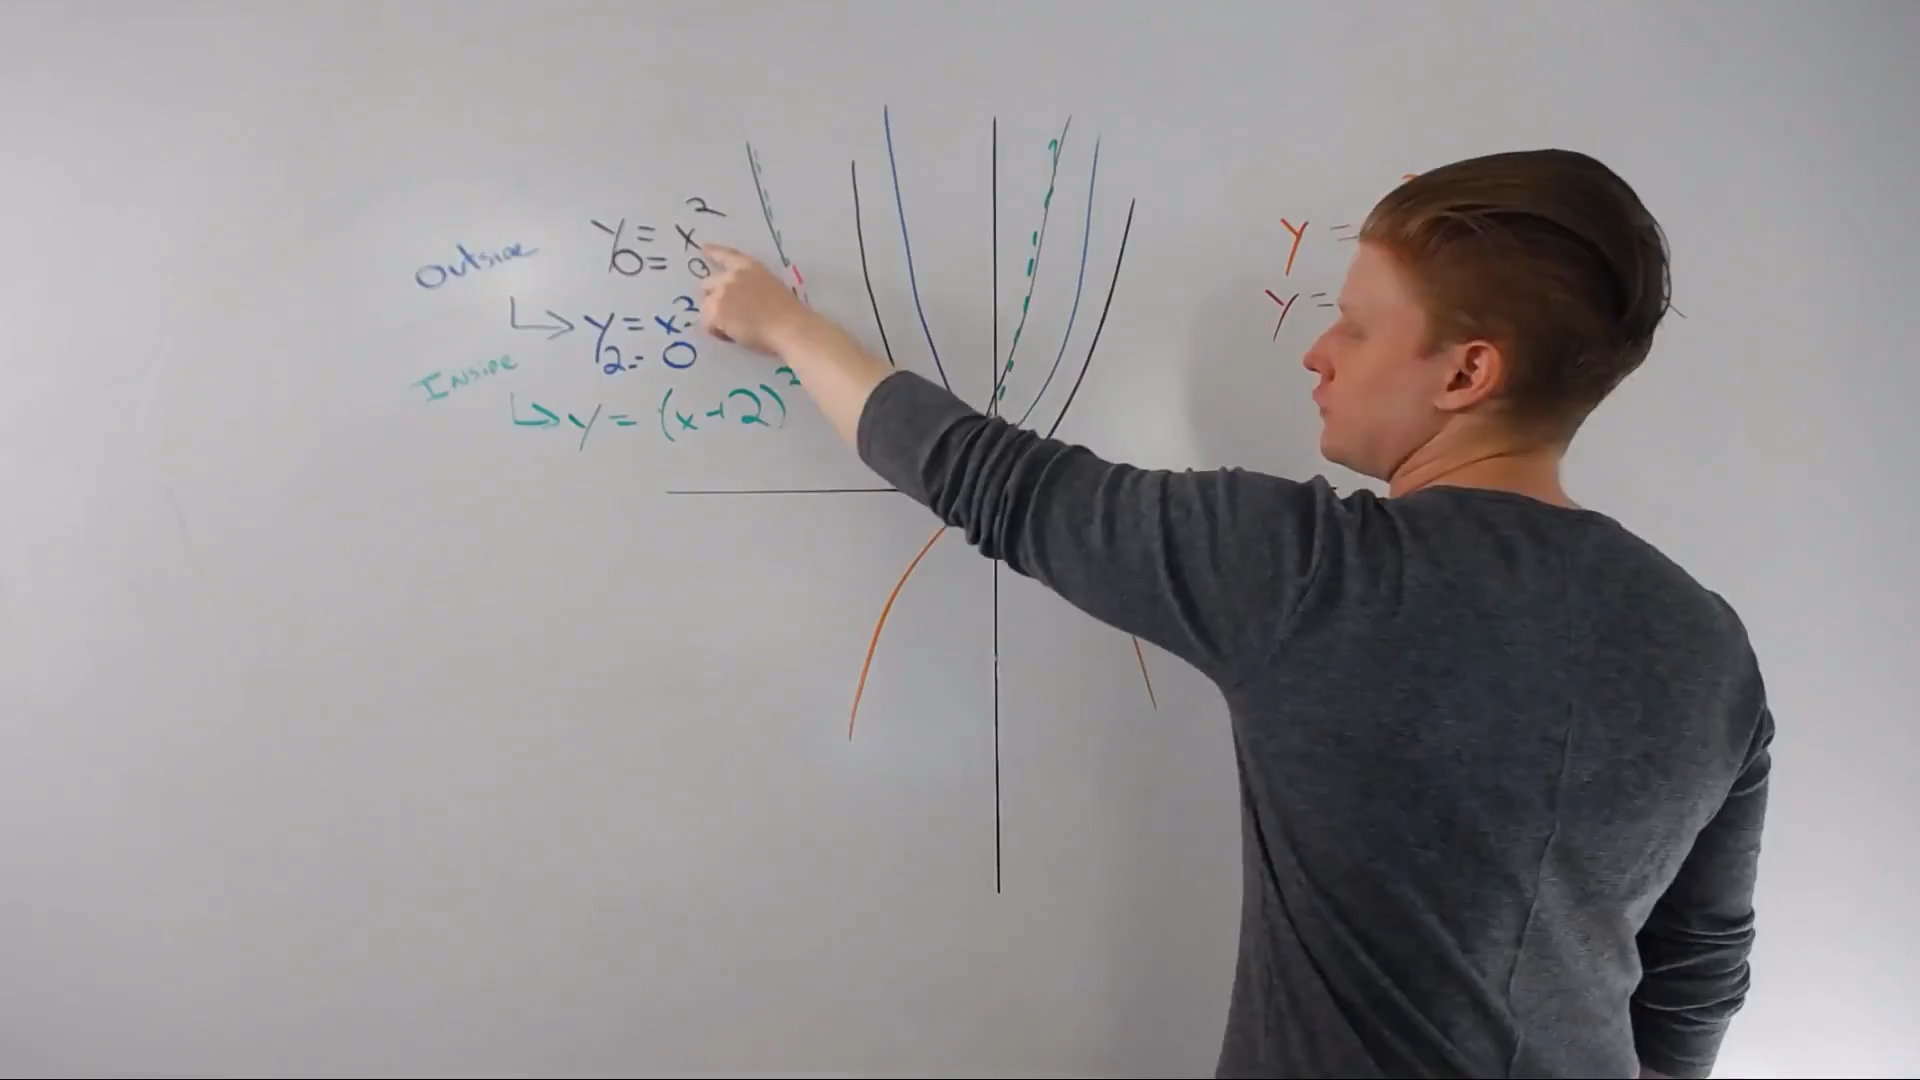 y = x²
Outside
0 = 0
y = x²
2 = 0
Inside
y = (x+2)²
y =
y =